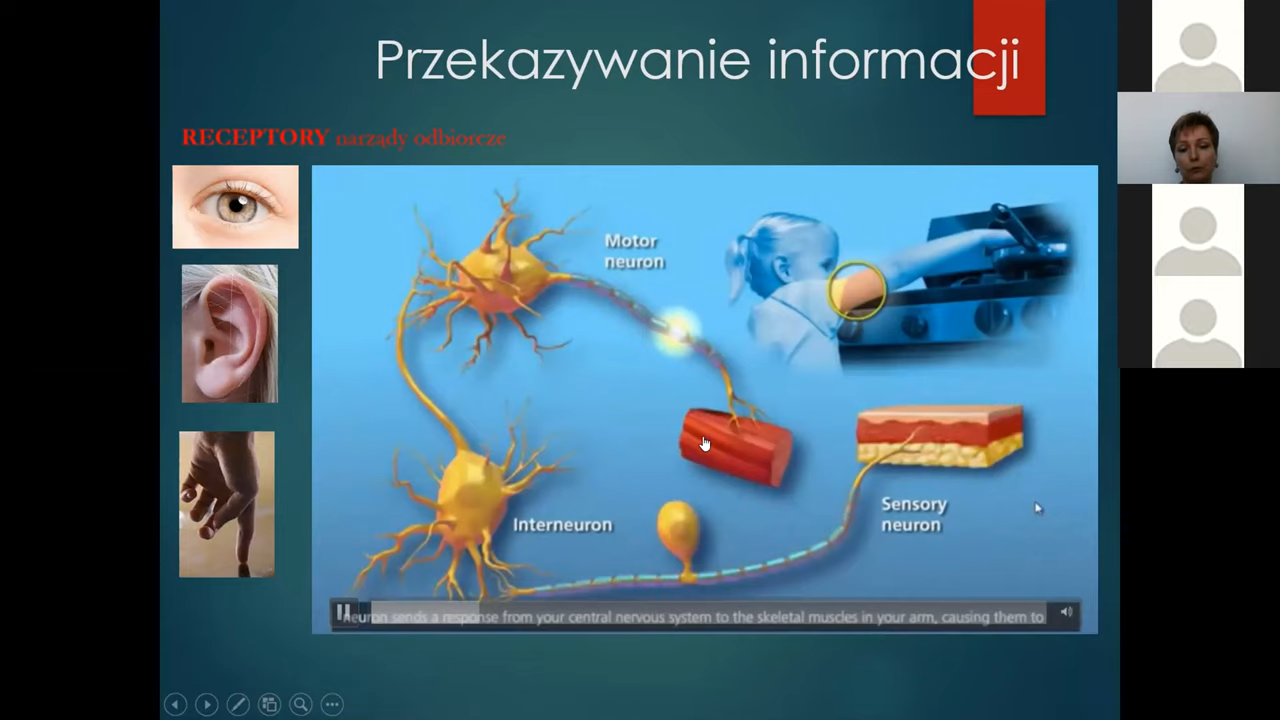 Przekazywanie informacji
RECEPTORY narządy odbiorcze
Motor
neuron
Interneuron
Sensory
neuron
neuron sends a response from your central nervous system to the skeletal muscles in your arm, causing them to